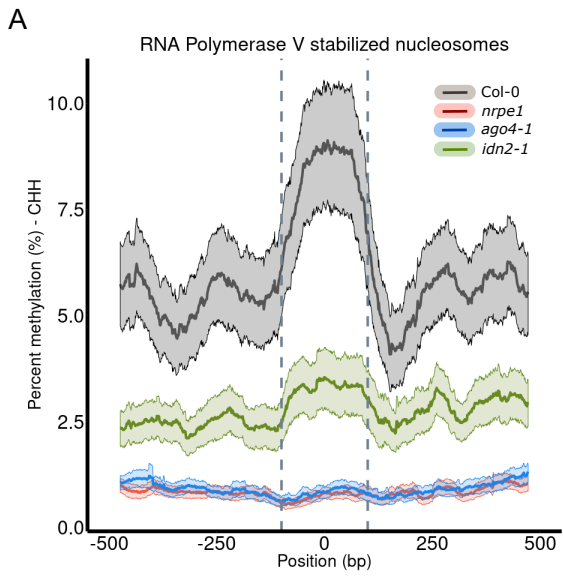 A
RNA Polymerase V stabilized nucleosomes
Percent methylation (%) - CHH
10.0
7.5
5.0
2.5
0.0
Col-0
nrpe1
ago4-1
idn2-1
-500 -250 0 250 500
Position (bp)